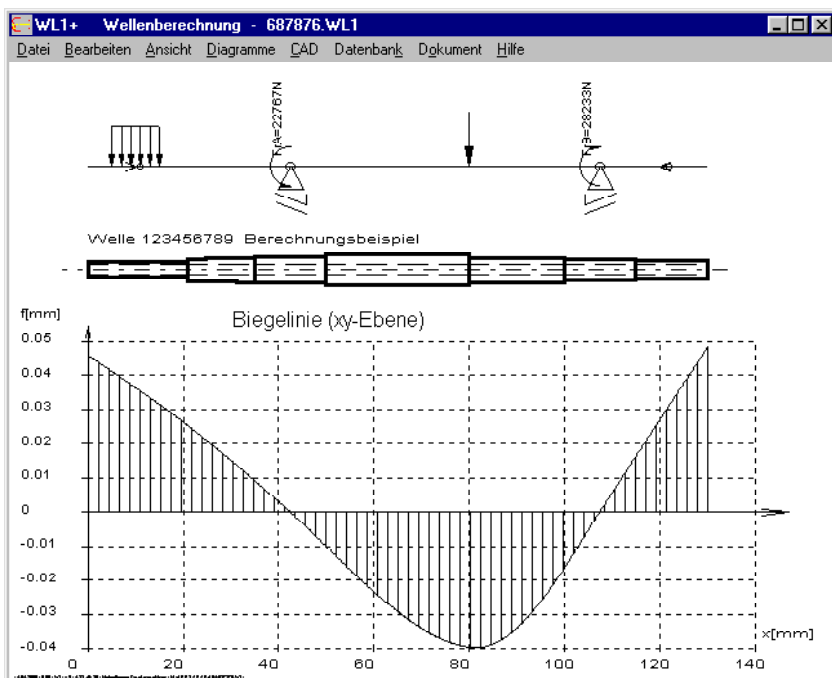 WL1+ Wellenberechnung - 687876.WL1
Datei Bearbeiten Ansicht Diagramme CAD Datenbank Dokument Hilfe
FrA=22767N
FrB=28233N
Welle 123456789 Berechnungsbeispiel
f[mm]
Biegelinie (xy-Ebene)
0.05
0.04
0.03
0.02
0.01
0
-0.01
-0.02
-0.03
-0.04
x[mm]
0 20 40 60 80 100 120 140